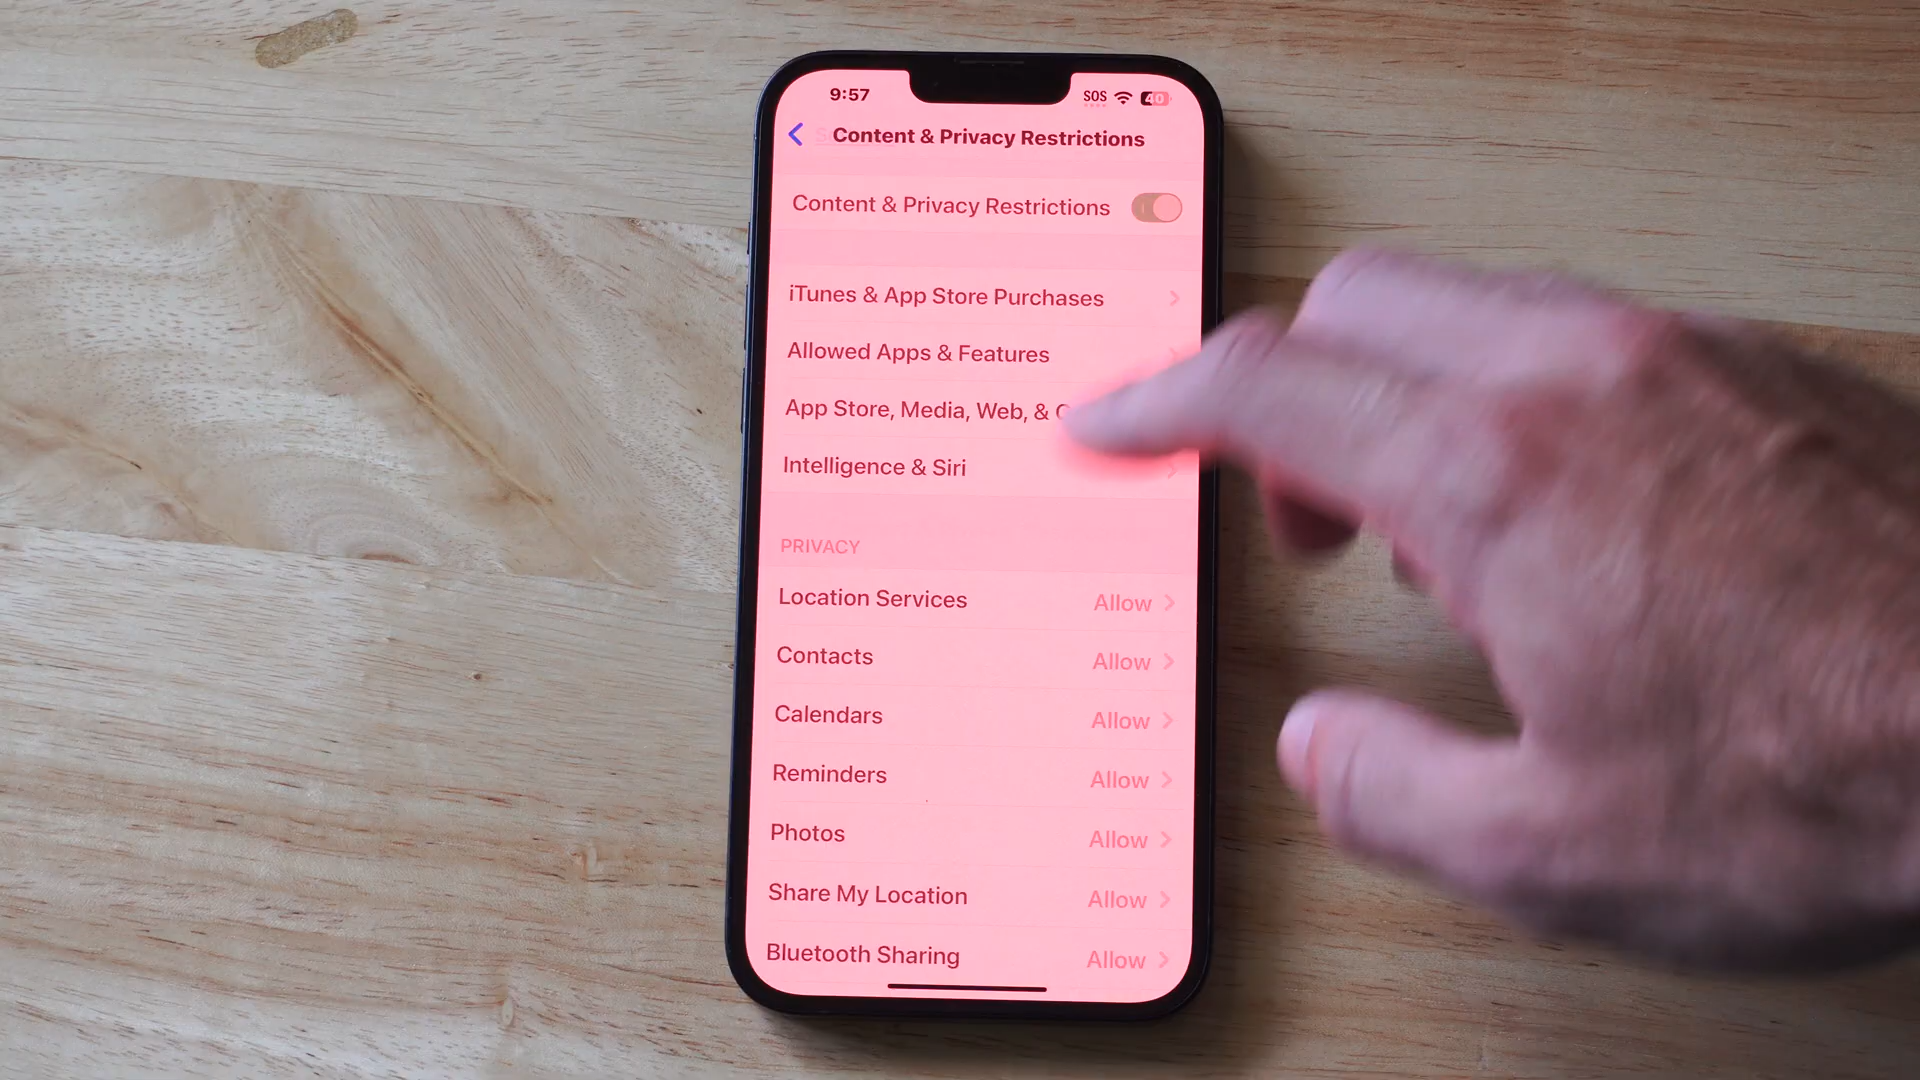 9:57
SOS
40
Content & Privacy Restrictions
Content & Privacy Restrictions
iTunes & App Store Purchases
Allowed Apps & Features
App Store, Media, Web, &
Intelligence & Siri
PRIVACY
Location Services Allow
Contacts Allow
Calendars Allow
Reminders Allow
Photos Allow
Share My Location Allow
Bluetooth Sharing Allow